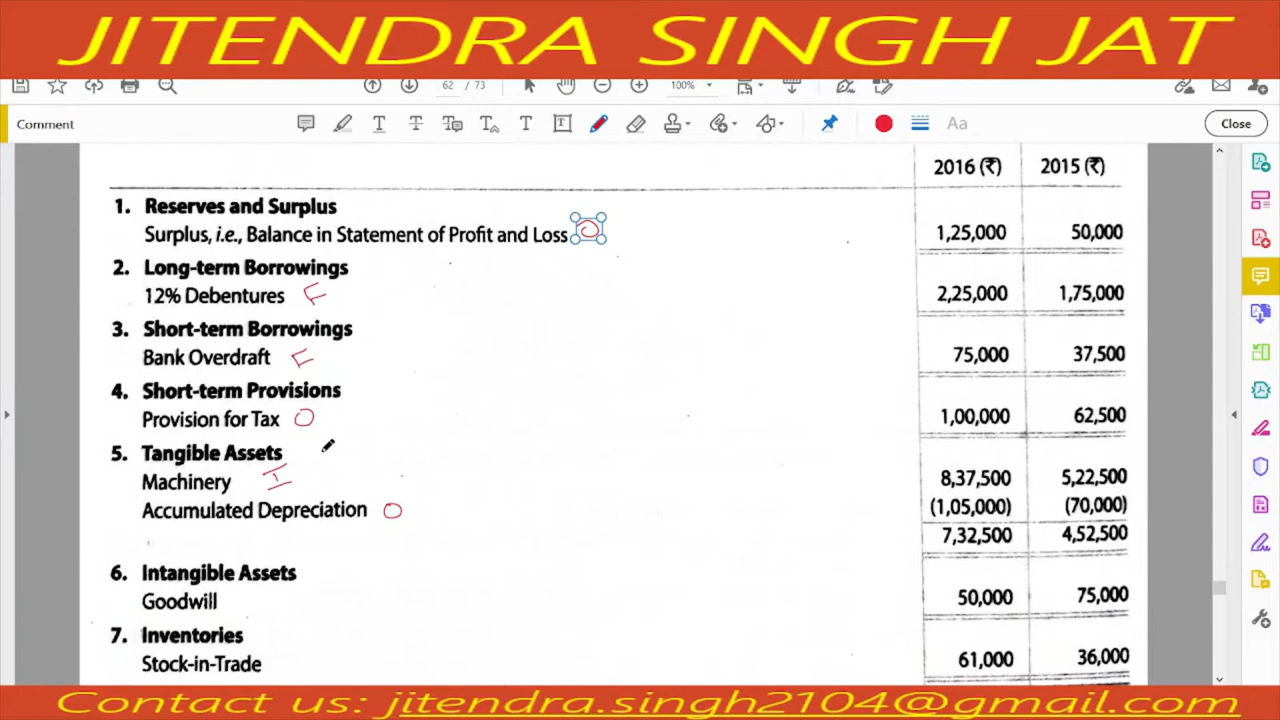 JITENDRA SINGH JAT
62 / 73
100%
Comment
Aa
Close
2016 (₹) 2015 (₹)
1. Reserves and Surplus
Surplus, i.e., Balance in Statement of Profit and Loss O 1,25,000 50,000
2. Long-term Borrowings
12% Debentures F 2,25,000 1,75,000
3. Short-term Borrowings
Bank Overdraft F 75,000 37,500
4. Short-term Provisions
Provision for Tax O 1,00,000 62,500
5. Tangible Assets
Machinery I 8,37,500 5,22,500
Accumulated Depreciation O (1,05,000) (70,000)
7,32,500 4,52,500
6. Intangible Assets
Goodwill 50,000 75,000
7. Inventories
Stock-in-Trade 61,000 36,000
Contact us: jitendra.singh2104@gmail.com